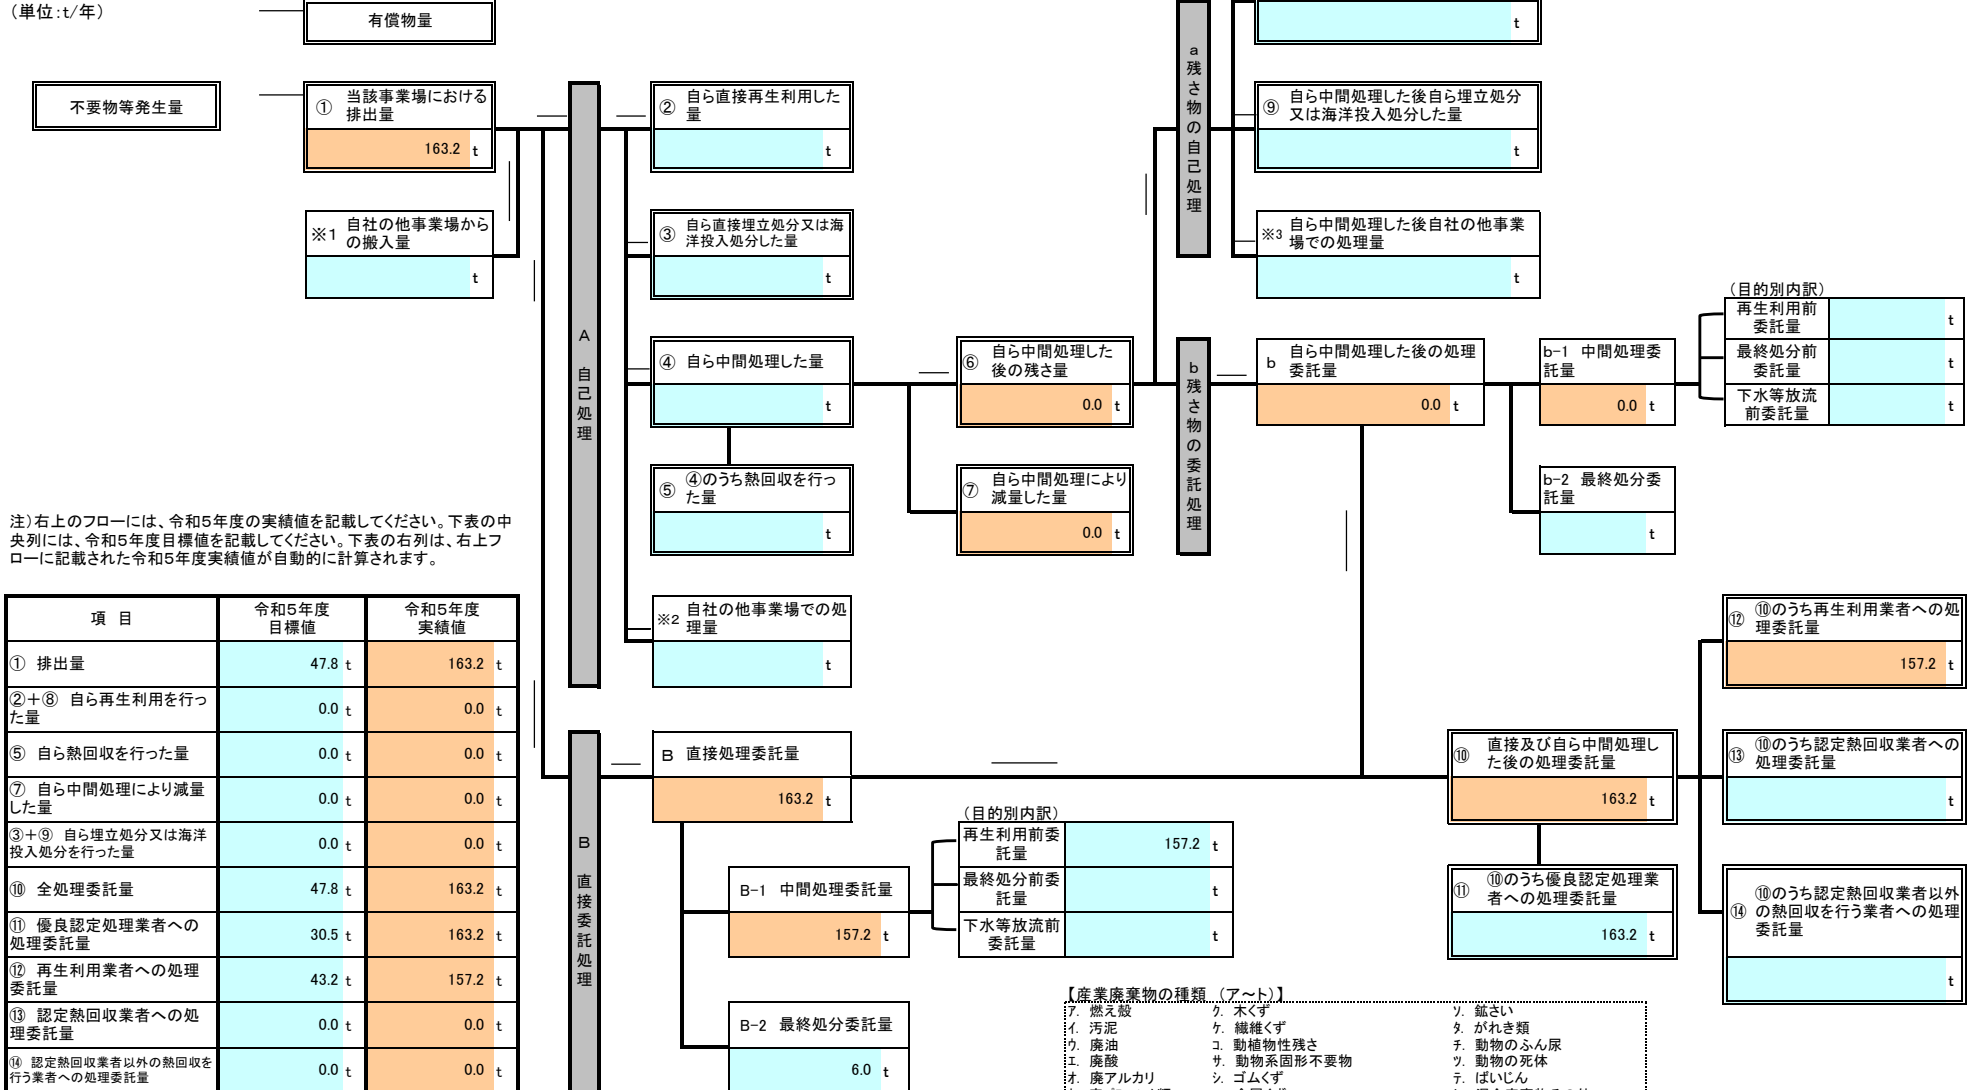 （単位：t/年）
有償物量
t
不要物等発生量
① 当該事業場における
排出量
163.2 t
※1 自社の他事業場から
の搬入量
t
A 自己処理
② 自ら直接再生利用した
量
t
③ 自ら直接埋立処分又は海
洋投入処分した量
t
④ 自ら中間処理した量
t
⑤ ④のうち熱回収を行っ
た量
t
※2 自社の他事業場での処
理量
t
⑥ 自ら中間処理した
後の残さ量
0.0 t
⑦ 自ら中間処理により
減量した量
0.0 t
a 残さ物の自己処理
⑨ 自ら中間処理した後自ら埋立処分
又は海洋投入処分した量
t
※3 自ら中間処理した後自社の他事業
場での処理量
t
b 残さ物の委託処理
b 自ら中間処理した後の処理
委託量
0.0 t
b-1 中間処理委
託量
0.0 t
b-2 最終処分委
託量
t
（目的別内訳）
再生利用前
委託量
t
最終処分前
委託量
t
下水等放流
前委託量
t
注）右上のフローには、令和５年度の実績値を記載してください。下表の中
央列には、令和５年度目標値を記載してください。下表の右列は、右上フ
ローに記載された令和５年度実績値が自動的に計算されます。
項 目 令和５年度
目標値 令和５年度
実績値
① 排出量 47.8 t 163.2 t
②＋⑧ 自ら再生利用を行っ
た量 0.0 t 0.0 t
⑤ 自ら熱回収を行った量 0.0 t 0.0 t
⑦ 自ら中間処理により減量
した量 0.0 t 0.0 t
③＋⑨ 自ら埋立処分又は海洋
投入処分を行った量 0.0 t 0.0 t
⑩ 全処理委託量 47.8 t 163.2 t
⑪ 優良認定処理業者への
処理委託量 30.5 t 163.2 t
⑫ 再生利用業者への処理
委託量 43.2 t 157.2 t
⑬ 認定熱回収業者への処
理委託量 0.0 t 0.0 t
⑭ 認定熱回収業者以外の熱回収を
行う業者への処理委託量 0.0 t 0.0 t
B 直接委託処理
B 直接処理委託量
163.2 t
B-1 中間処理委託量
157.2 t
B-2 最終処分委託量
6.0 t
（目的別内訳）
再生利用前委
託量
157.2 t
最終処分前委
託量
t
下水等放流前
委託量
t
⑩ 直接及び自ら中間処理し
た後の処理委託量
163.2 t
⑪ ⑩のうち優良認定処理業
者への処理委託量
163.2 t
⑫ ⑩のうち再生利用業者への処
理委託量
157.2 t
⑬ ⑩のうち認定熱回収業者への
処理委託量
t
⑭ ⑩のうち認定熱回収業者以外
の熱回収を行う業者への処理
委託量
t
【産業廃棄物の種類 （ア～ト）】
ｱ. 燃え殻 ｸ. 木くず ｿ. 鉱さい
ｲ. 汚泥 ｹ. 繊維くず ﾀ. がれき類
ｳ. 廃油 ｺ. 動植物性残さ ﾁ. 動物のふん尿
ｴ. 廃酸 ｻ. 動物系固形不要物 ﾂ. 動物の死体
ｵ. 廃アルカリ ｼ. ゴムくず ﾃ. ばいじん